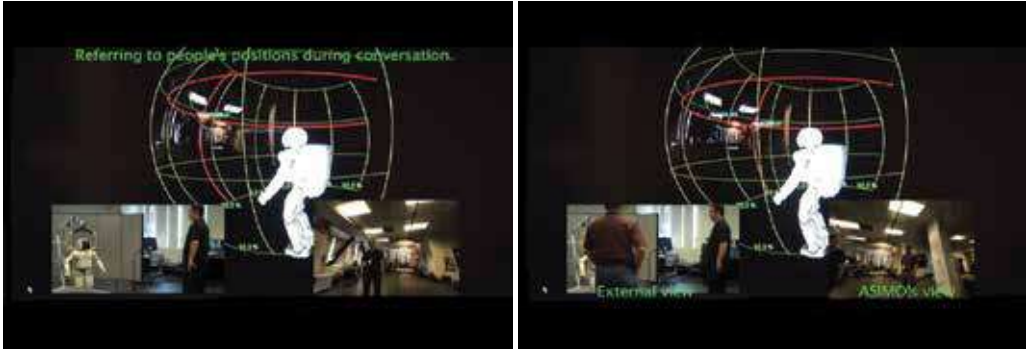 Referring to people's positions during conversation.
External view
ASIMO's view